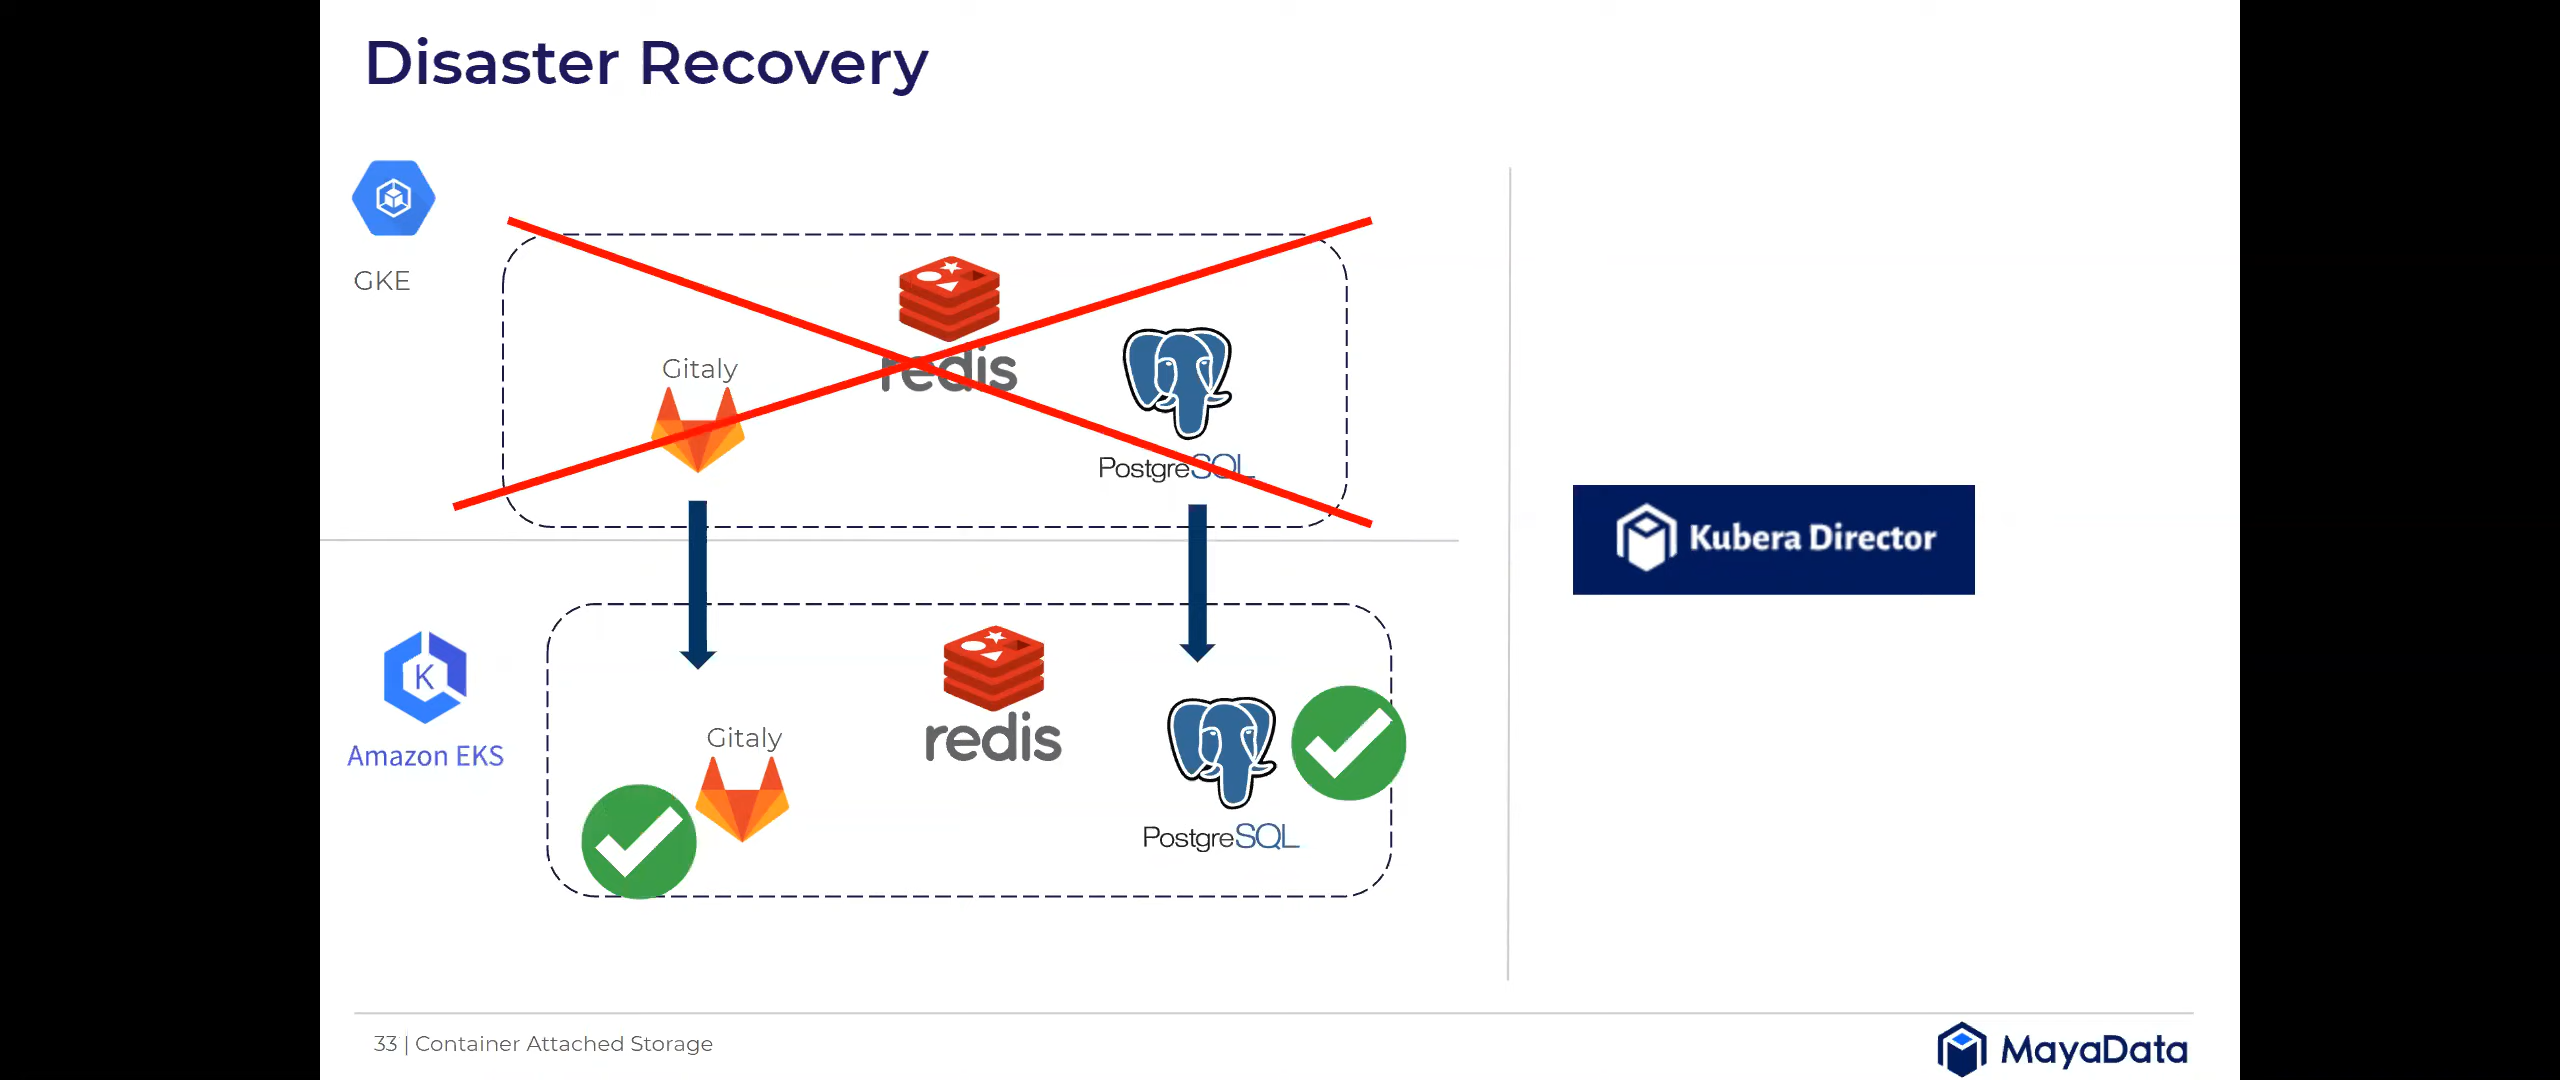 Disaster Recovery
GKE
redis
Gitaly
PostgreSQL
Kubera Director
K
Amazon EKS
redis
Gitaly
PostgreSQL
33 | Container Attached Storage
MayaData